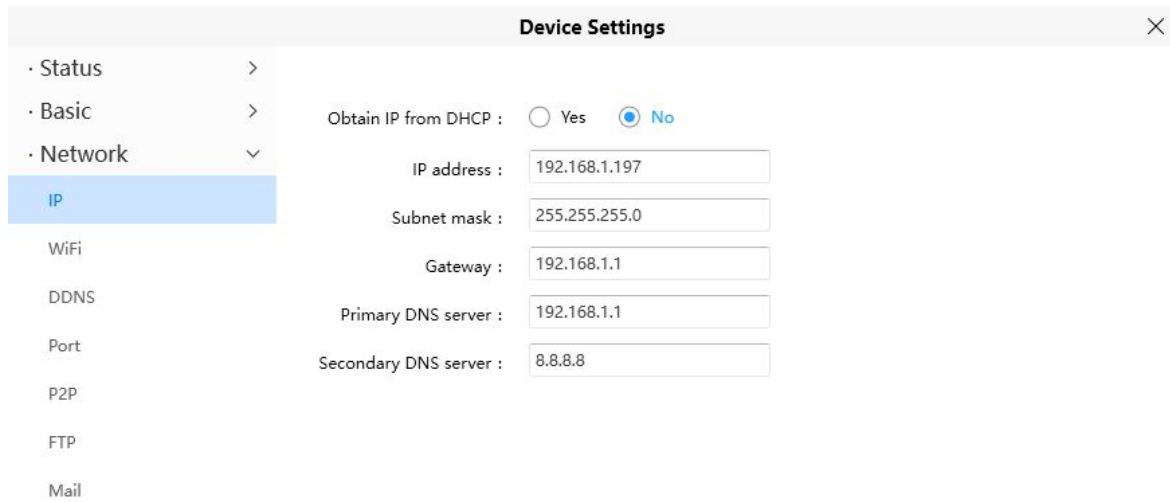 Device Settings
· Status
· Basic
· Network
IP
WiFi
DDNS
Port
P2P
FTP
Mail
Obtain IP from DHCP : Yes No
IP address : 192.168.1.197
Subnet mask : 255.255.255.0
Gateway : 192.168.1.1
Primary DNS server : 192.168.1.1
Secondary DNS server : 8.8.8.8